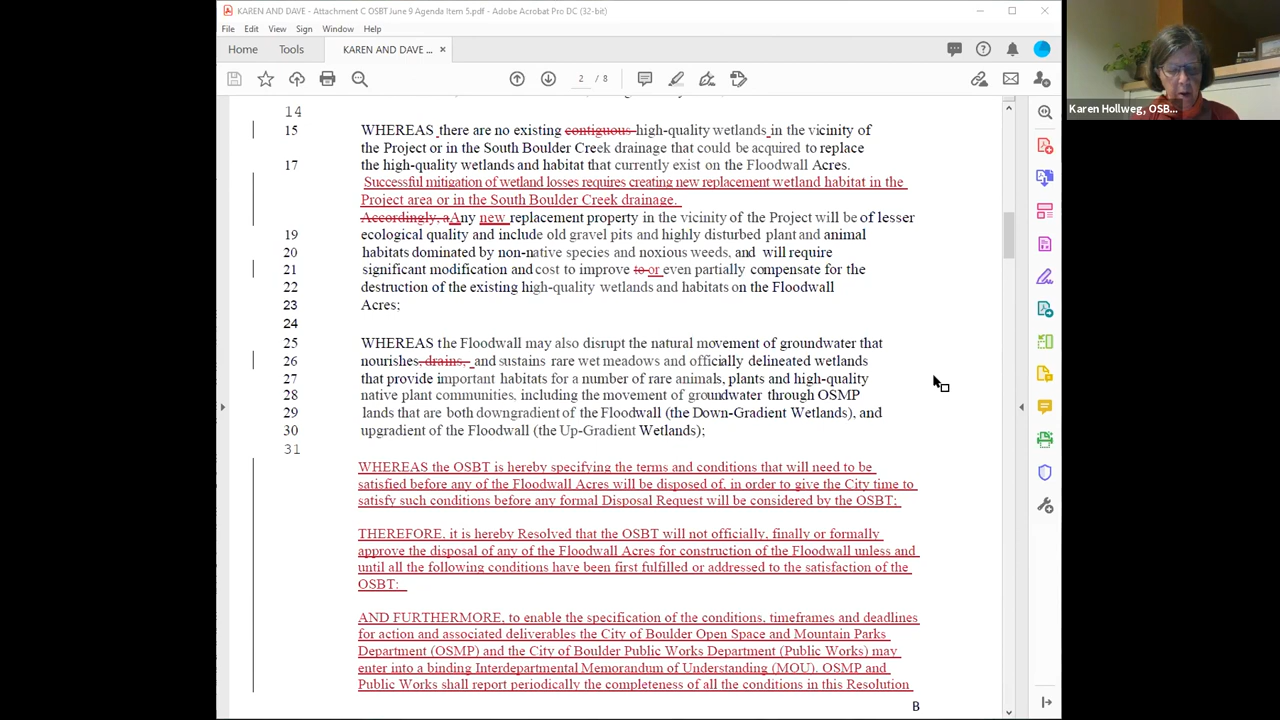 KAREN AND DAVE - Attachment C OSBT June 9 Agenda Item 5.pdf - Adobe Acrobat Pro DC (32-bit)
File Edit View Sign Window Help
Home Tools KAREN AND DAVE ... ×
2 / 8
Karen Hollweg, OSB...
14
15 WHEREAS there are no existing contiguous high-quality wetlands in the vicinity of
the Project or in the South Boulder Creek drainage that could be acquired to replace
17 the high-quality wetlands and habitat that currently exist on the Floodwall Acres.
Successful mitigation of wetland losses requires creating new replacement wetland habitat in the
Project area or in the South Boulder Creek drainage.
Accordingly, aAny new replacement property in the vicinity of the Project will be of lesser
19 ecological quality and include old gravel pits and highly disturbed plant and animal
20 habitats dominated by non-native species and noxious weeds, and will require
21 significant modification and cost to improve to or even partially compensate for the
22 destruction of the existing high-quality wetlands and habitats on the Floodwall
23 Acres;
24
25 WHEREAS the Floodwall may also disrupt the natural movement of groundwater that
26 nourishes, drains, and sustains rare wet meadows and officially delineated wetlands
27 that provide important habitats for a number of rare animals, plants and high-quality
28 native plant communities, including the movement of groundwater through OSMP
29 lands that are both downgradient of the Floodwall (the Down-Gradient Wetlands), and
30 upgradient of the Floodwall (the Up-Gradient Wetlands);
31
WHEREAS the OSBT is hereby specifying the terms and conditions that will need to be
satisfied before any of the Floodwall Acres will be disposed of, in order to give the City time to
satisfy such conditions before any formal Disposal Request will be considered by the OSBT;
THEREFORE, it is hereby Resolved that the OSBT will not officially, finally or formally
approve the disposal of any of the Floodwall Acres for construction of the Floodwall unless and
until all the following conditions have been first fulfilled or addressed to the satisfaction of the
OSBT:
AND FURTHERMORE, to enable the specification of the conditions, timeframes and deadlines
for action and associated deliverables the City of Boulder Open Space and Mountain Parks
Department (OSMP) and the City of Boulder Public Works Department (Public Works) may
enter into a binding Interdepartmental Memorandum of Understanding (MOU). OSMP and
Public Works shall report periodically the completeness of all the conditions in this Resolution
B